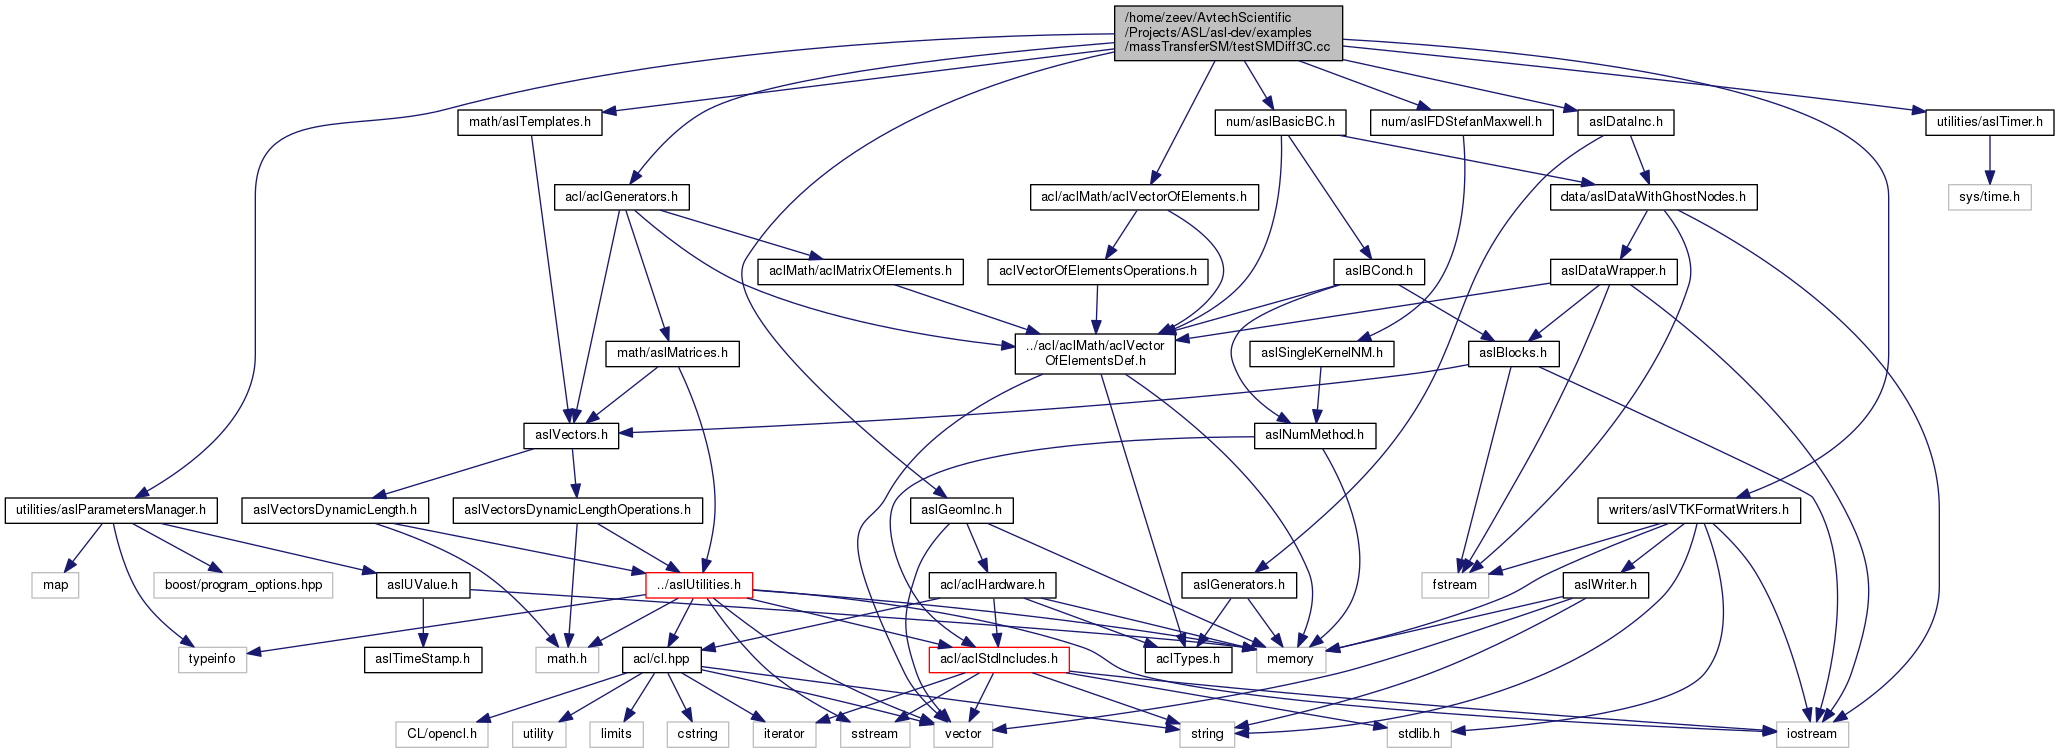 /home/zeev/AvtechScientific
/Projects/ASL/asl-dev/examples
/massTransferSM/testSMDiff3C.cc
math/aslTemplates.h
num/aslBasicBC.h
num/aslFDStefanMaxwell.h
aslDataInc.h
utilities/aslTimer.h
acl/aclGenerators.h
acl/aclMath/aclVectorOfElements.h
data/aslDataWithGhostNodes.h
sys/time.h
aclMath/aclMatrixOfElements.h
aclVectorOfElementsOperations.h
aslBCond.h
aslDataWrapper.h
math/aslMatrices.h
../acl/aclMath/aclVector
OfElementsDef.h
aslSingleKernelNM.h
aslBlocks.h
aslVectors.h
aslNumMethod.h
utilities/aslParametersManager.h
aslVectorsDynamicLength.h
aslVectorsDynamicLengthOperations.h
aslGeomInc.h
writers/aslVTKFormatWriters.h
map
boost/program_options.hpp
aslUValue.h
../aslUtilities.h
acl/aclHardware.h
aslGenerators.h
fstream
aslWriter.h
typeinfo
aslTimeStamp.h
math.h
acl/cl.hpp
acl/aclStdIncludes.h
aclTypes.h
memory
CL/opencl.h
utility
limits
cstring
iterator
sstream
vector
string
stdlib.h
iostream